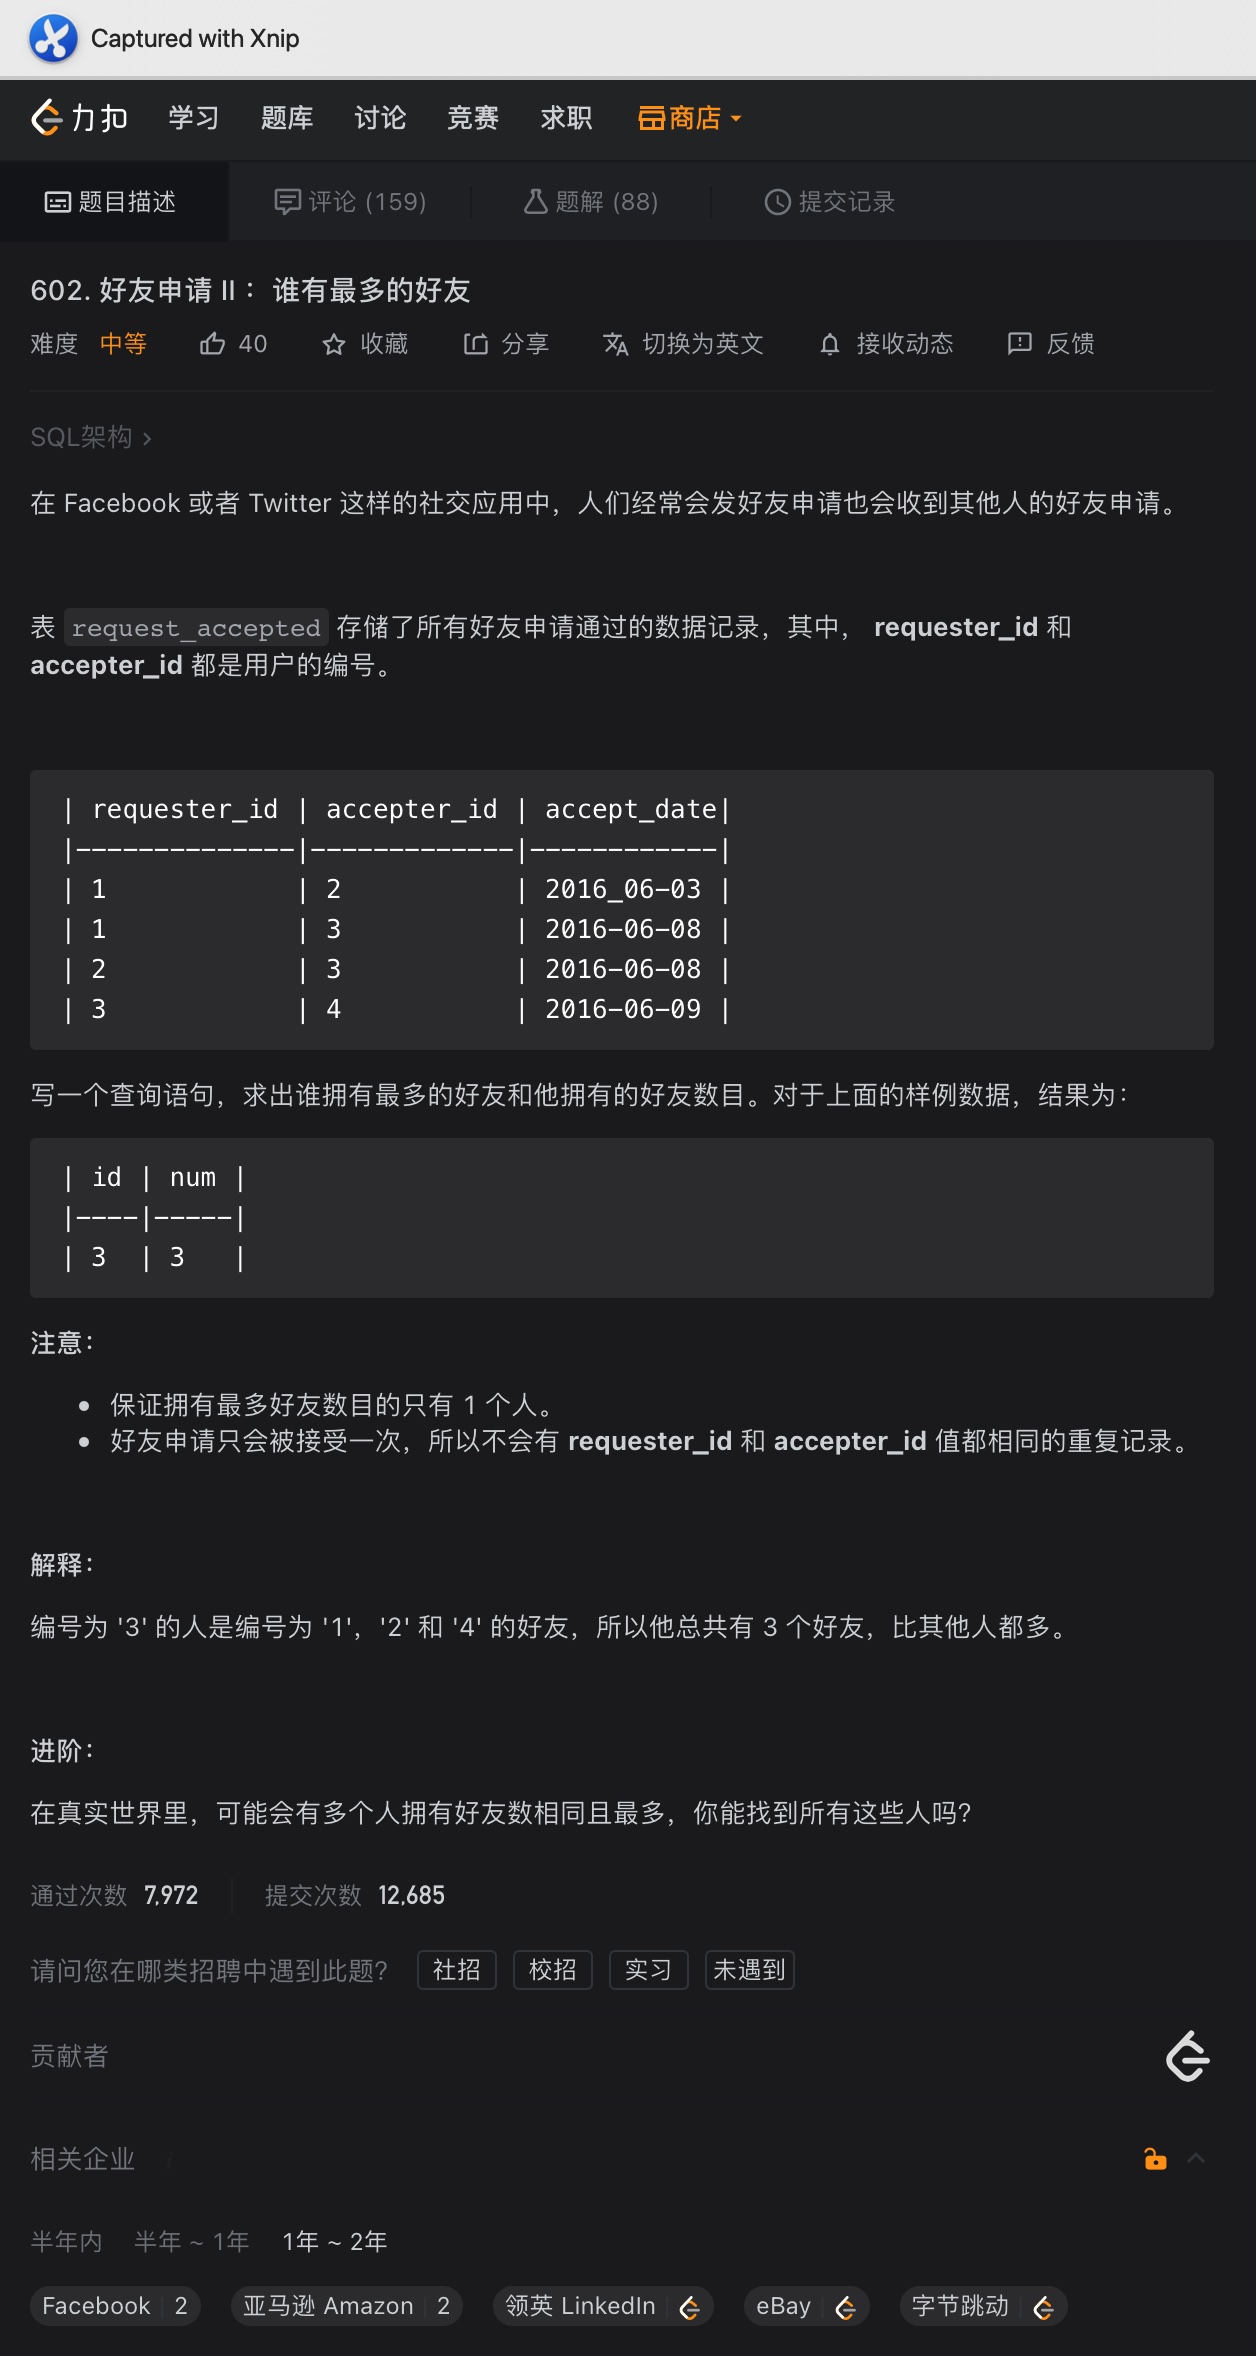 Captured with Xnip
力扣 学习 题库 讨论 竞赛 求职 商店
题目描述 评论 (159) 题解 (88) 提交记录
602. 好友申请 II ：谁有最多的好友
难度 中等 40 收藏 分享 切换为英文 接收动态 反馈
SQL架构
在 Facebook 或者 Twitter 这样的社交应用中，人们经常会发好友申请也会收到其他人的好友申请。
表 request_accepted 存储了所有好友申请通过的数据记录，其中， requester_id 和
accepter_id 都是用户的编号。
| requester_id | accepter_id | accept_date|
|--------------|-------------|------------|
| 1            | 2           | 2016_06-03 |
| 1            | 3           | 2016-06-08 |
| 2            | 3           | 2016-06-08 |
| 3            | 4           | 2016-06-09 |
写一个查询语句，求出谁拥有最多的好友和他拥有的好友数目。对于上面的样例数据，结果为：
| id | num |
|----|-----|
| 3  | 3   |
注意：
• 保证拥有最多好友数目的只有 1 个人。
• 好友申请只会被接受一次，所以不会有 requester_id 和 accepter_id 值都相同的重复记录。
解释：
编号为 '3' 的人是编号为 '1'，'2' 和 '4' 的好友，所以他总共有 3 个好友，比其他人都多。
进阶：
在真实世界里，可能会有多个人拥有好友数相同且最多，你能找到所有这些人吗?
通过次数 7,972 提交次数 12,685
请问您在哪类招聘中遇到此题? 社招 校招 实习 未遇到
贡献者
相关企业
半年内 半年 ~ 1年 1年 ~ 2年
Facebook 2 亚马逊 Amazon 2 领英 LinkedIn eBay 字节跳动